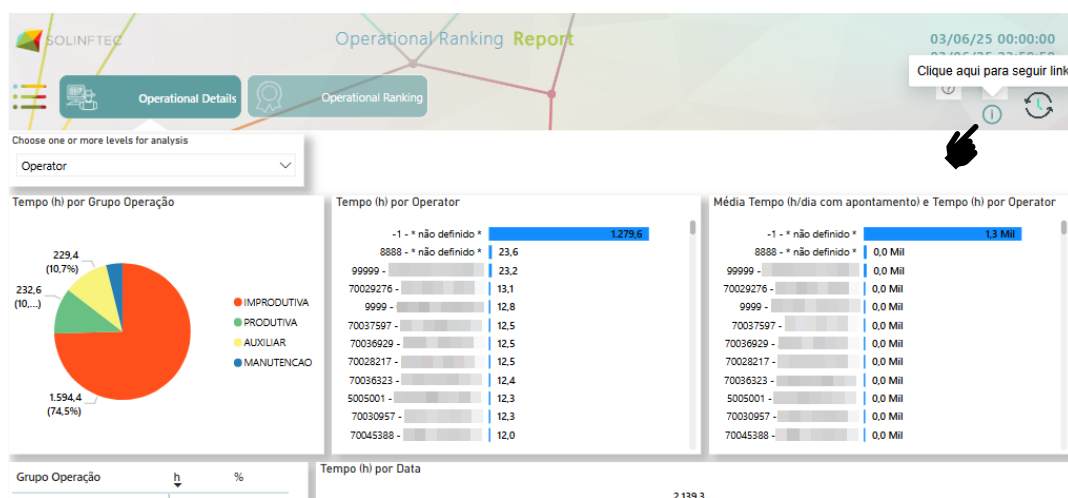 SOLINFTEC
Operational Ranking Report
03/06/25 00:00:00
Clique aqui para seguir link
Operational Details
Operational Ranking
Choose one or more levels for analysis
Operator
Tempo (h) por Grupo Operação
229,4
(10,7%)
232,6
(10,...)
1.594,4
(74,5%)
IMPRODUTIVA
PRODUTIVA
AUXILIAR
MANUTENCAO
Tempo (h) por Operator
-1 - * não definido * 1.279,6
8888 - * não definido * 23,6
99999 - 23,2
70029276 - 13,1
9999 - 12,8
70037597 - 12,5
70036929 - 12,5
70028217 - 12,5
70036323 - 12,4
5005001 - 12,3
70030957 - 12,3
70045388 - 12,0
Média Tempo (h/dia com apontamento) e Tempo (h) por Operator
-1 - * não definido * 1,3 Mil
8888 - * não definido * 0,0 Mil
99999 - 0,0 Mil
70029276 - 0,0 Mil
9999 - 0,0 Mil
70037597 - 0,0 Mil
70036929 - 0,0 Mil
70028217 - 0,0 Mil
70036323 - 0,0 Mil
5005001 - 0,0 Mil
70030957 - 0,0 Mil
70045388 - 0,0 Mil
Grupo Operação h %
Tempo (h) por Data
2.139,3